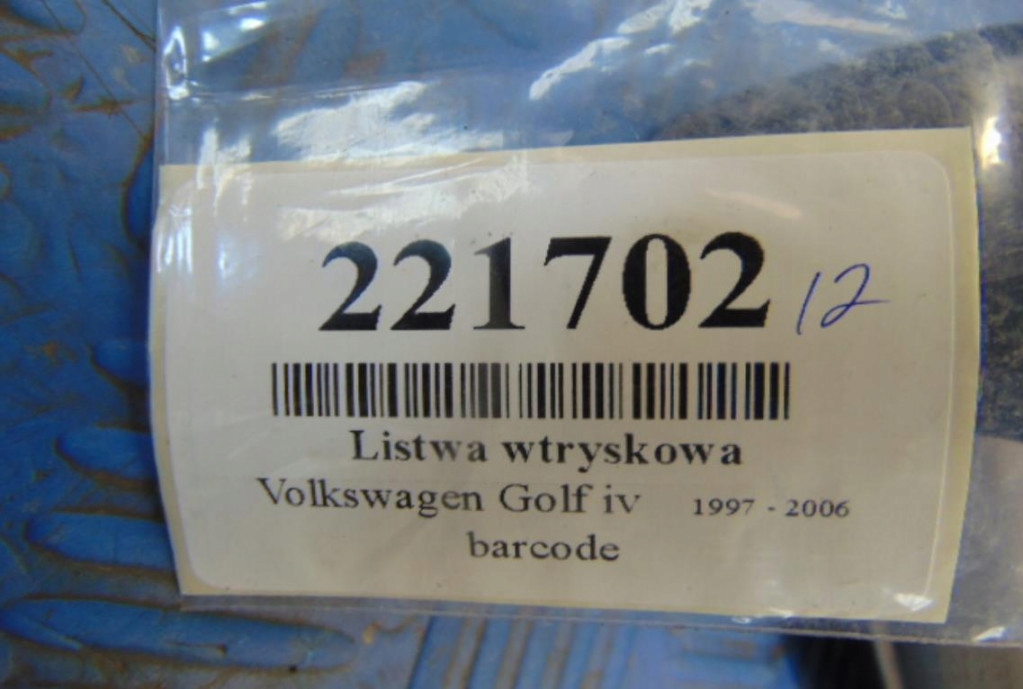 221702 12
Listwa wtryskowa
Volkswagen Golf iv 1997 - 2006
barcode